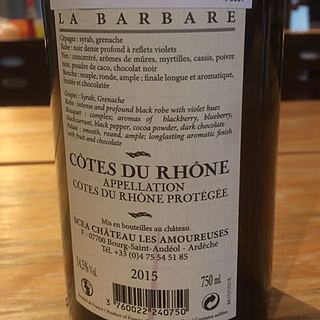 LA BARBARE
Cépages : syrah, grenache
Robe : noir dense profond à reflets violets
Nez : concentré, arômes de mûres, myrtilles, cassis, poivre
noir, poudre de caco, chocolat noir
Bouche : souple, ronde, ample ; finale longue et aromatique,
fruitée et chocolatée
Grapes : Syrah, Grenache
Robe : intense and profound black robe with violet hues
Bouquet : complex; aromas of blackberry, blueberry,
blackcurrant, black pepper, cocoa powder, dark chocolate
Palate : smooth, round, ample; longlasting aromatic finish
with fruit and chocolate
CÔTES DU RHÔNE
APPELLATION
CÔTES DU RHÔNE PROTÉGÉE
Mis en bouteilles au château
SCEA CHÂTEAU LES AMOUREUSES
F - 07700 Bourg-Saint-Andéol - Ardèche
Tél. +33 (0)4 75 54 51 85
14,5% Vol.
2015
750 ml
3 760022 240750